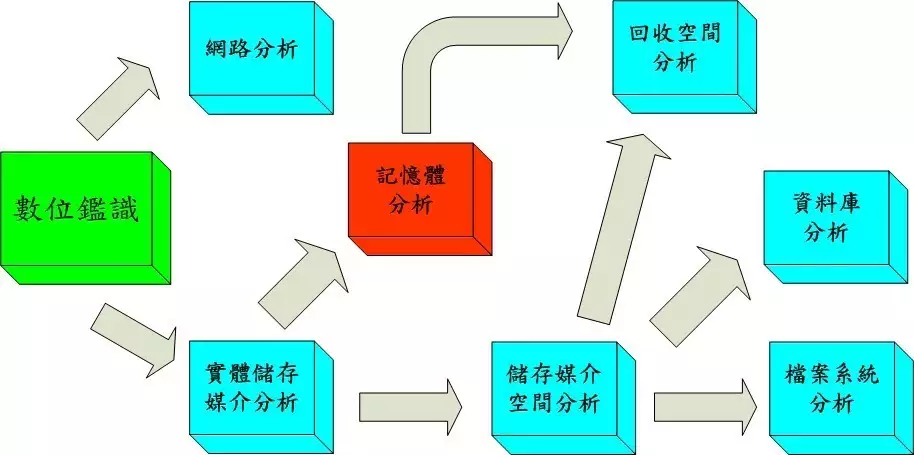 網路分析
回收空間
分析
數位鑑識
記憶體
分析
資料庫
分析
實體儲存
媒介分析
儲存媒介
空間分析
檔案系統
分析